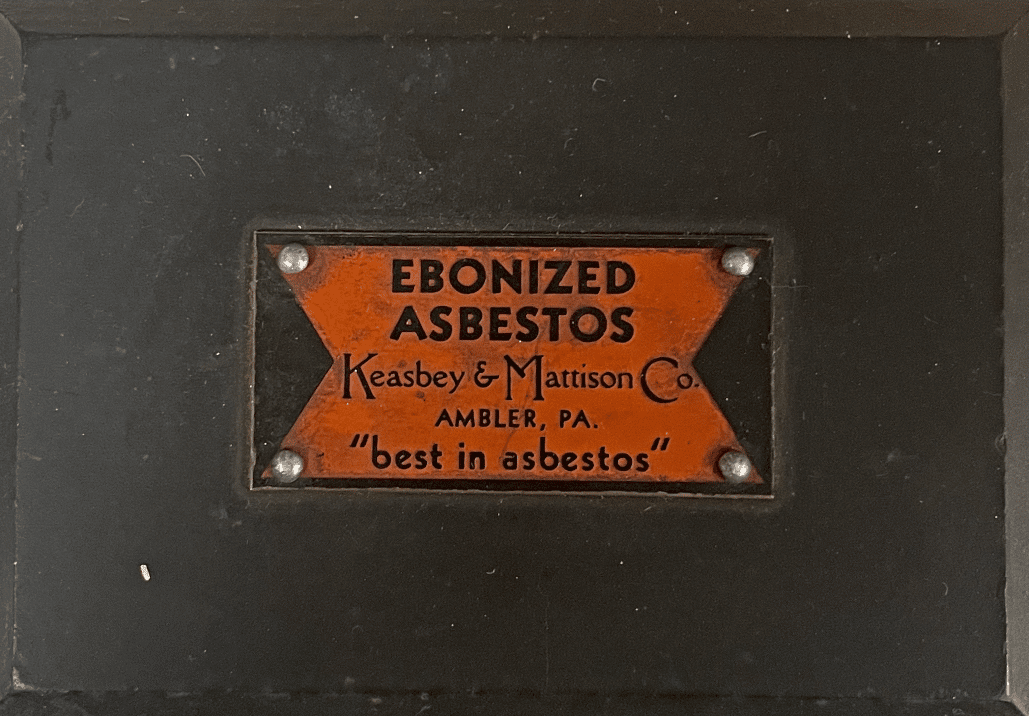 EBONIZED
ASBESTOS
Keasbey & Mattison Co.
AMBLER, PA.
"best in asbestos"